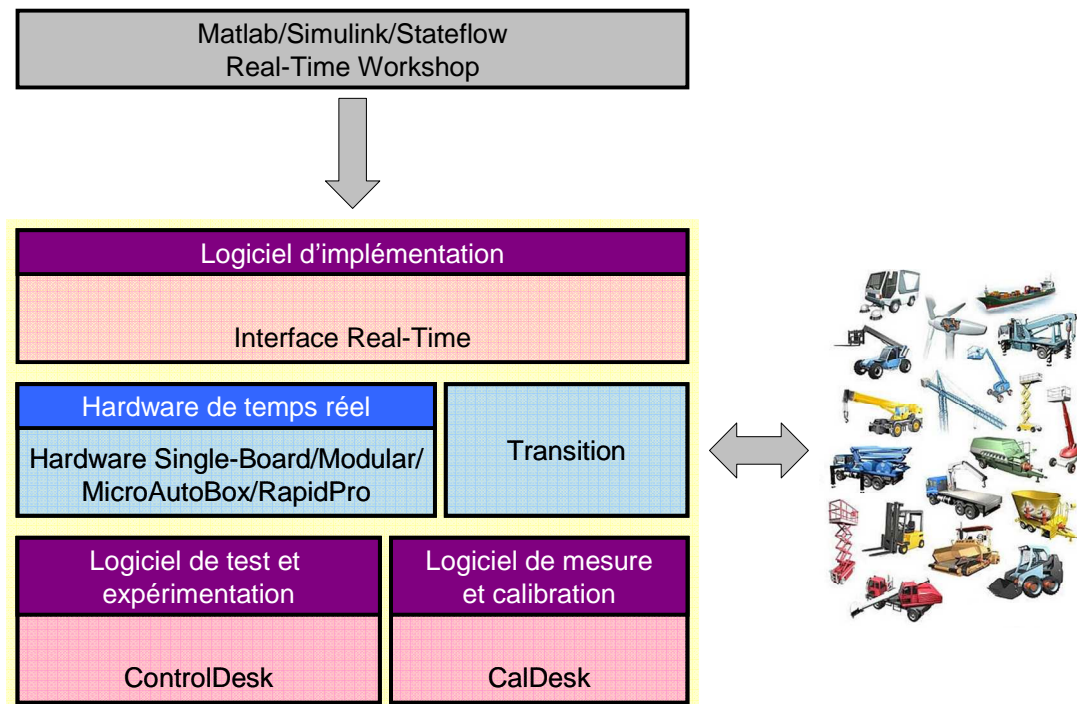 Matlab/Simulink/Stateflow
Real-Time Workshop
Logiciel d'implémentation
Interface Real-Time
Hardware de temps réel
Hardware Single-Board/Modular/
MicroAutoBox/RapidPro
Transition
Logiciel de test et
expérimentation
ControlDesk
Logiciel de mesure
et calibration
CalDesk